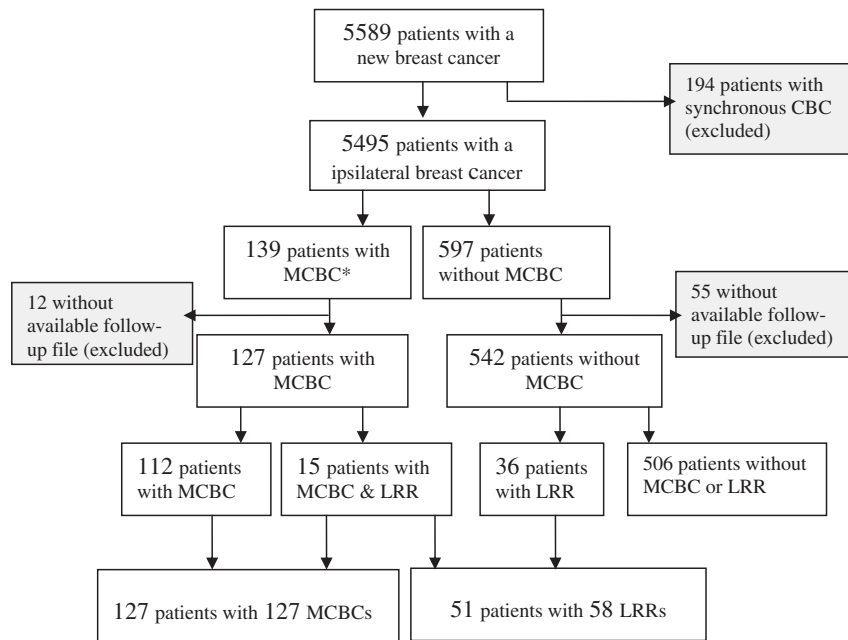 5589 patients with a
new breast cancer
194 patients with
synchronous CBC
(excluded)
5495 patients with a
ipsilateral breast cancer
139 patients with
MCBC*
597 patients
without MCBC
12 without
available follow-
up file (excluded)
55 without
available follow-
up file (excluded)
127 patients with
MCBC
542 patients without
MCBC
112 patients
with MCBC
15 patients with
MCBC & LRR
36 patients
with LRR
506 patients without
MCBC or LRR
127 patients with 127 MCBCs
51 patients with 58 LRRs